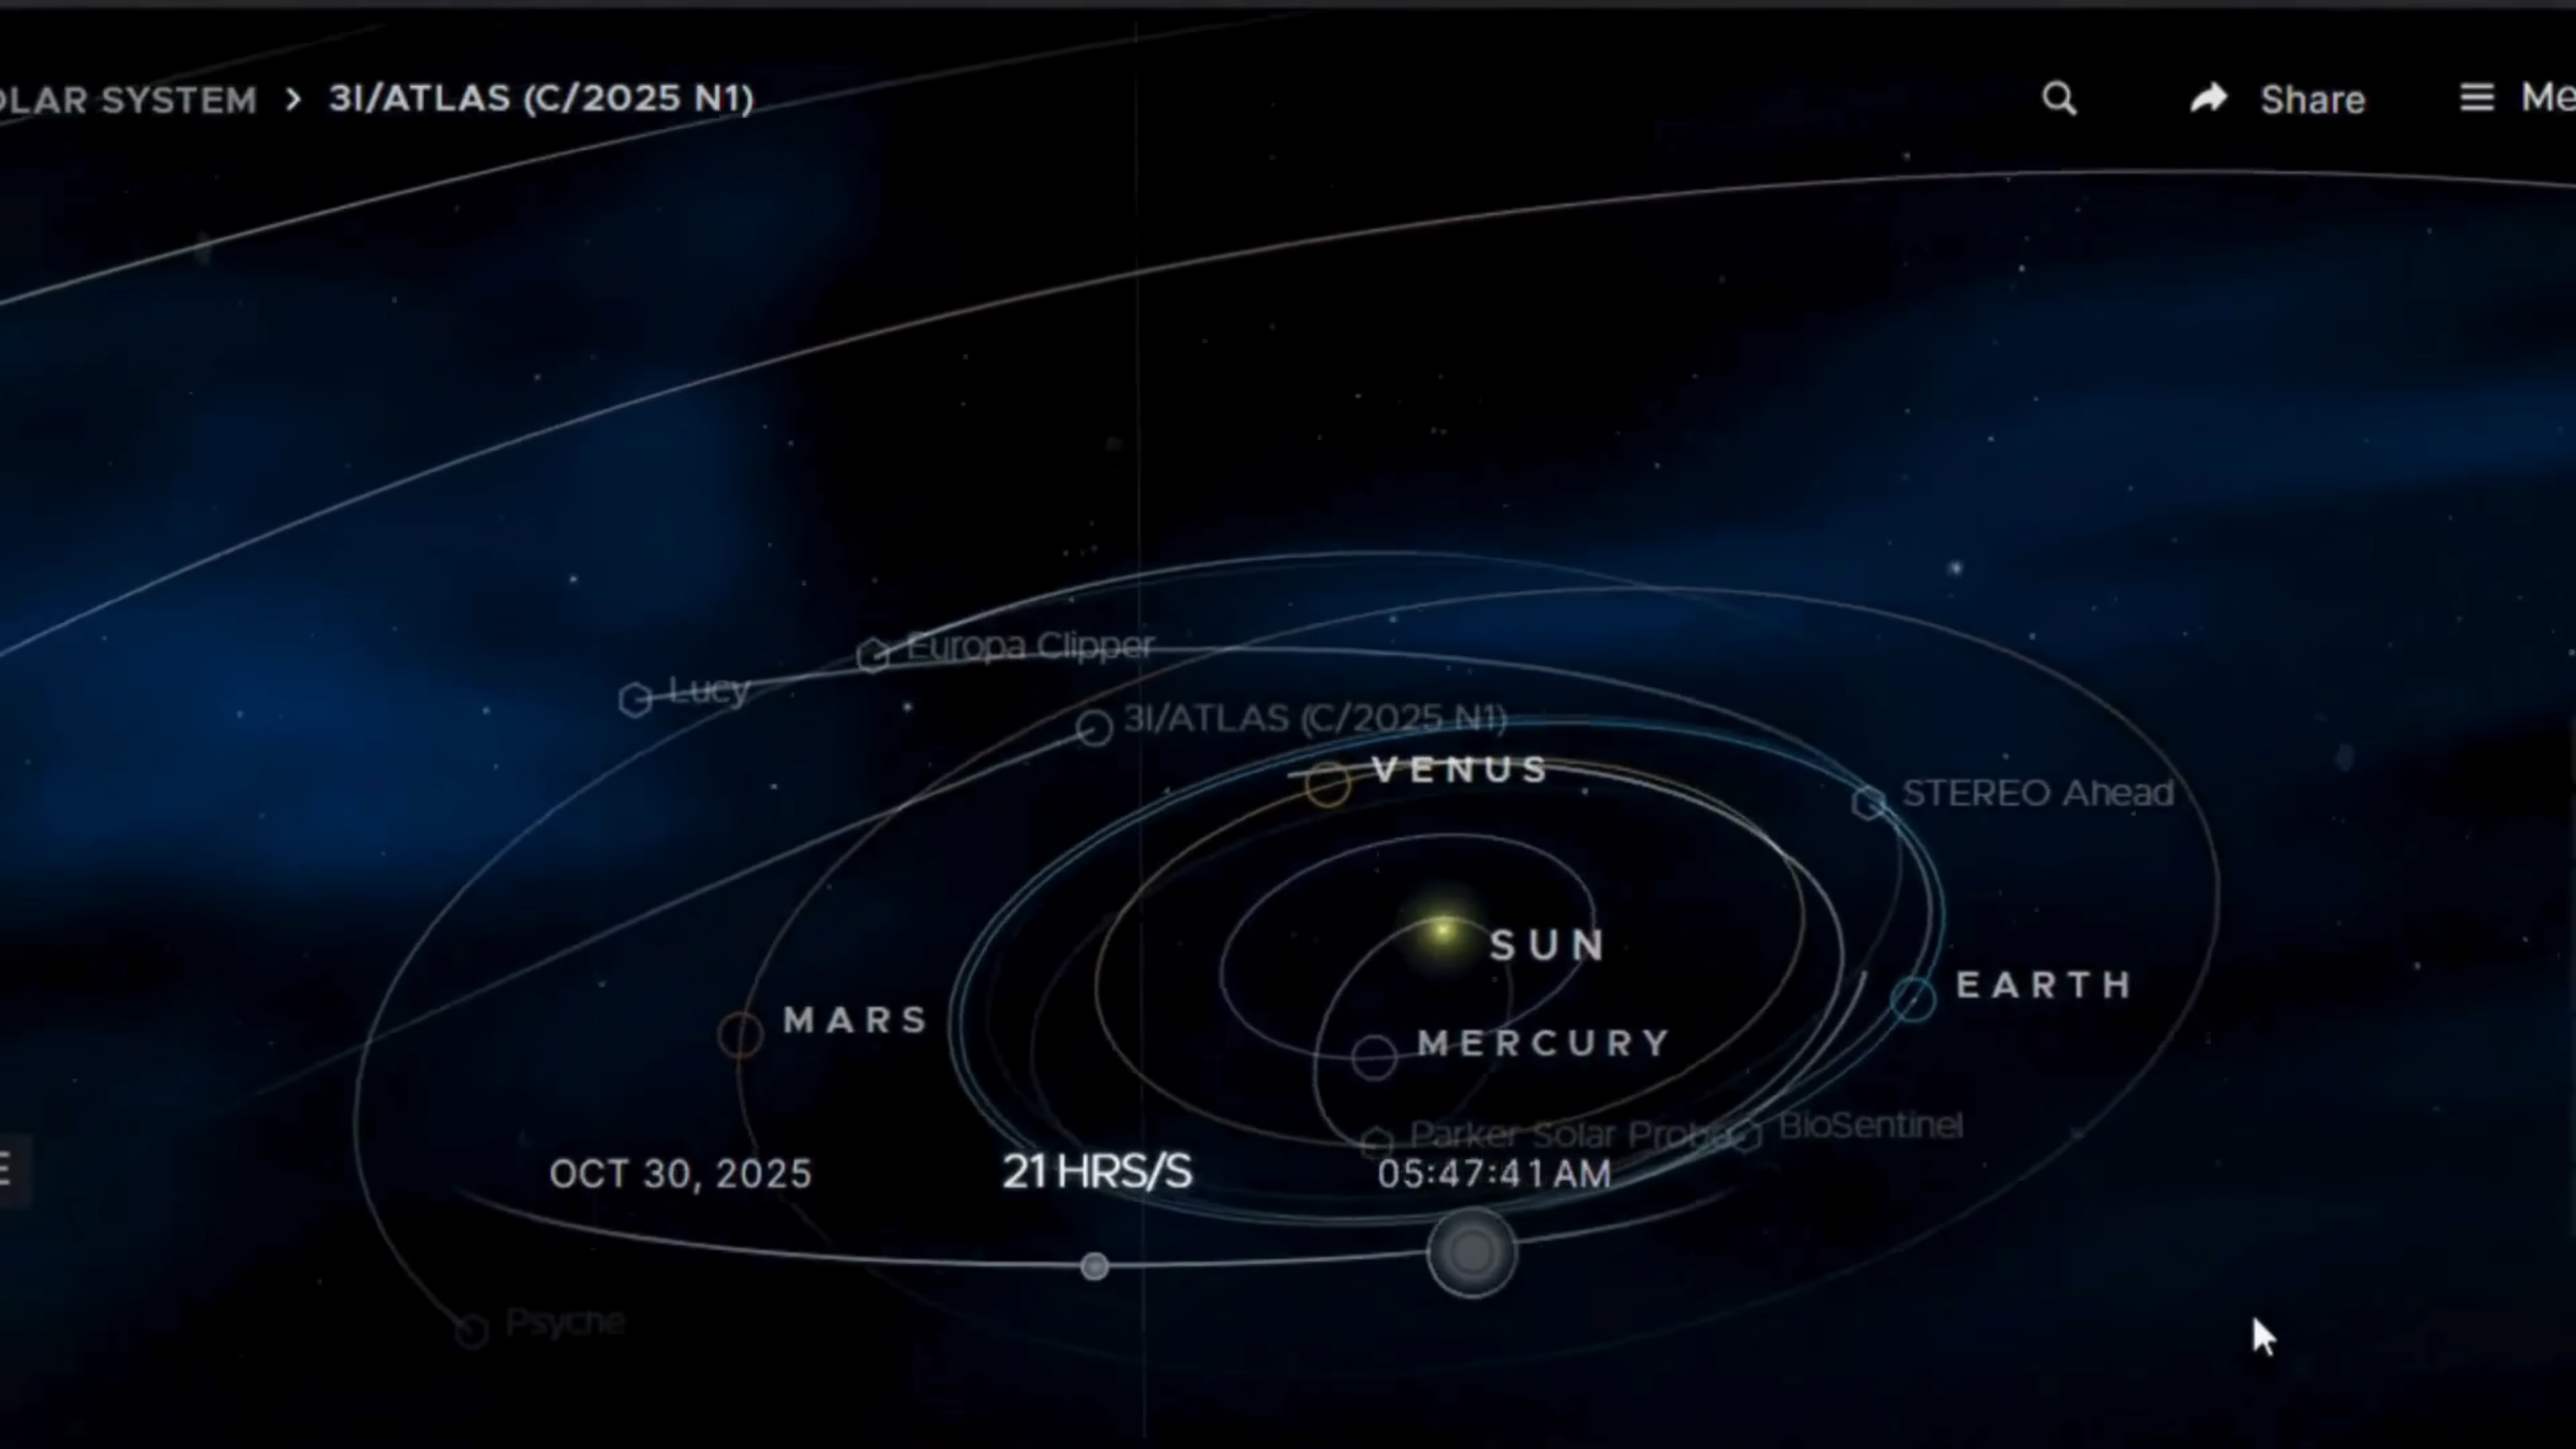 OLAR SYSTEM > 3I/ATLAS (C/2025 N1)
Share
Me
Europa Clipper
Lucy
3I/ATLAS (C/2025 N1)
VENUS
STEREO Ahead
SUN
EARTH
MARS
MERCURY
Parker Solar Probe
BioSentinel
E
OCT 30, 2025
21 HRS/S
05:47:41 AM
Psyche